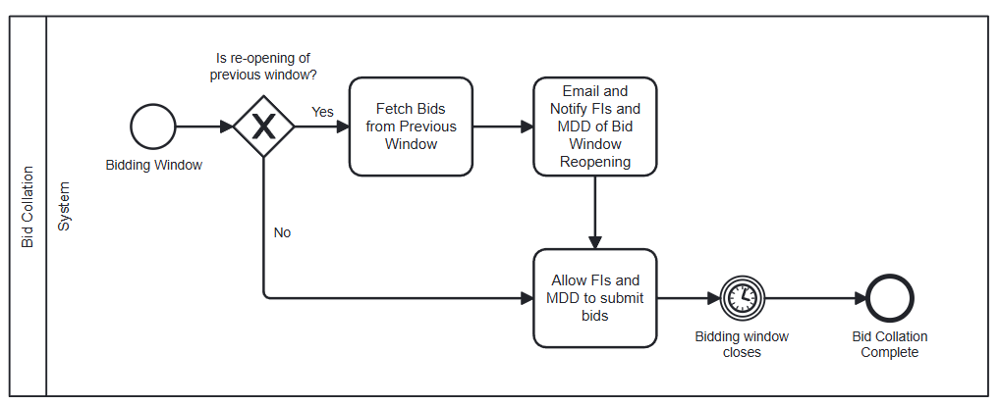 Bid Collation
System
Bidding Window
Is re-opening of
previous window?
Yes
No
Fetch Bids
from Previous
Window
Email and
Notify FIs and
MDD of Bid
Window
Reopening
Allow FIs and
MDD to submit
bids
Bidding window
closes
Bid Collation
Complete